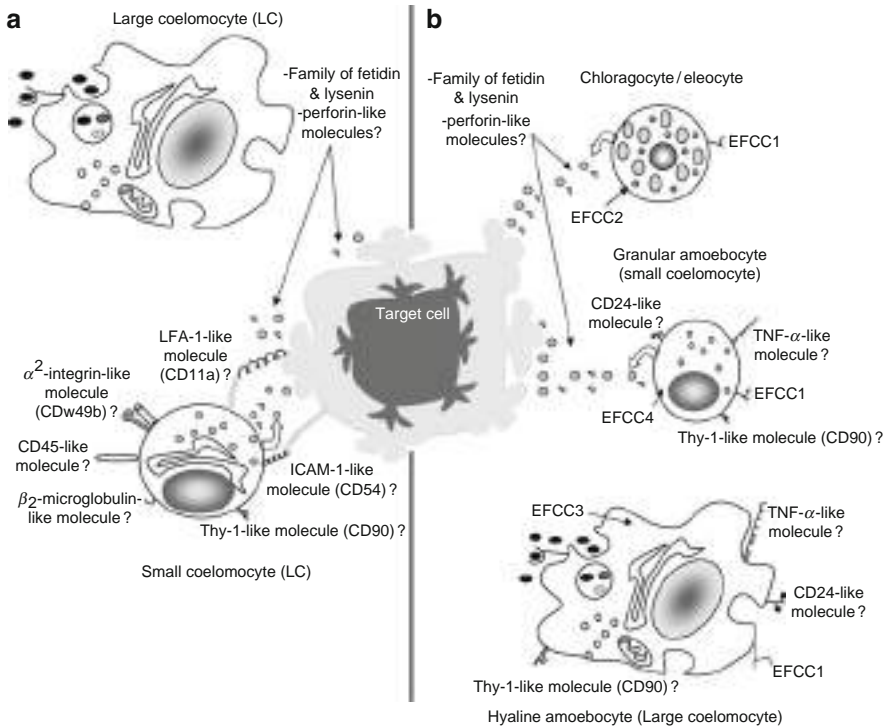 a
Large coelomocyte (LC)
-Family of fetidin
& lysenin
-perforin-like
molecules?
LFA-1-like
molecule
(CD11a) ?
α2-integrin-like
molecule
(CDw49b) ?
CD45-like
molecule ?
β2-microglobulin-
like molecule ?
ICAM-1-like
molecule (CD54) ?
Thy-1-like molecule (CD90) ?
Small coelomocyte (LC)
Target cell
b
-Family of fetidin
& lysenin
-perforin-like
molecules?
Chloragocyte / eleocyte
EFCC1
EFCC2
Granular amoebocyte
(small coelomocyte)
CD24-like
molecule ?
TNF-α-like
molecule ?
EFCC1
EFCC4
Thy-1-like molecule (CD90) ?
EFCC3
TNF-α-like
molecule ?
CD24-like
molecule ?
EFCC1
Thy-1-like molecule (CD90) ?
Hyaline amoebocyte (Large coelomocyte)